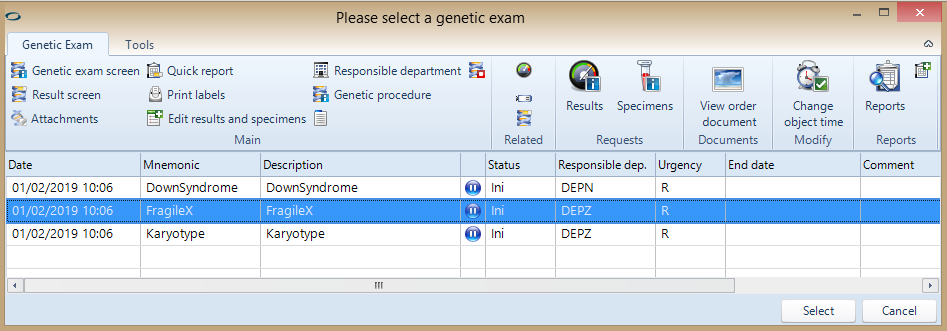 Please select a genetic exam
Genetic Exam Tools
Genetic exam screen Quick report Responsible department
Result screen Print labels Genetic procedure
Attachments Edit results and specimens
Results Specimens View order document Change object time Reports
Main Related Requests Documents Modify Reports
Date Mnemonic Description Status Responsible dep. Urgency End date Comment
01/02/2019 10:06 DownSyndrome DownSyndrome Ini DEPN R
01/02/2019 10:06 FragileX FragileX Ini DEPZ R
01/02/2019 10:06 Karyotype Karyotype Ini DEPZ R
Select Cancel